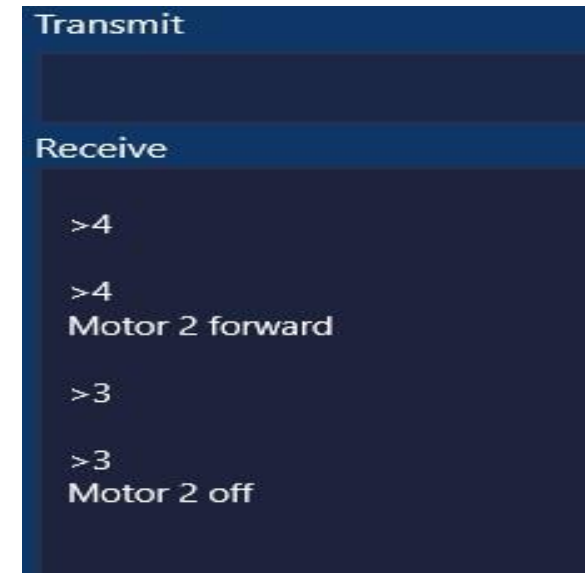 Transmit
Receive
>4
>4
Motor 2 forward
>3
>3
Motor 2 off